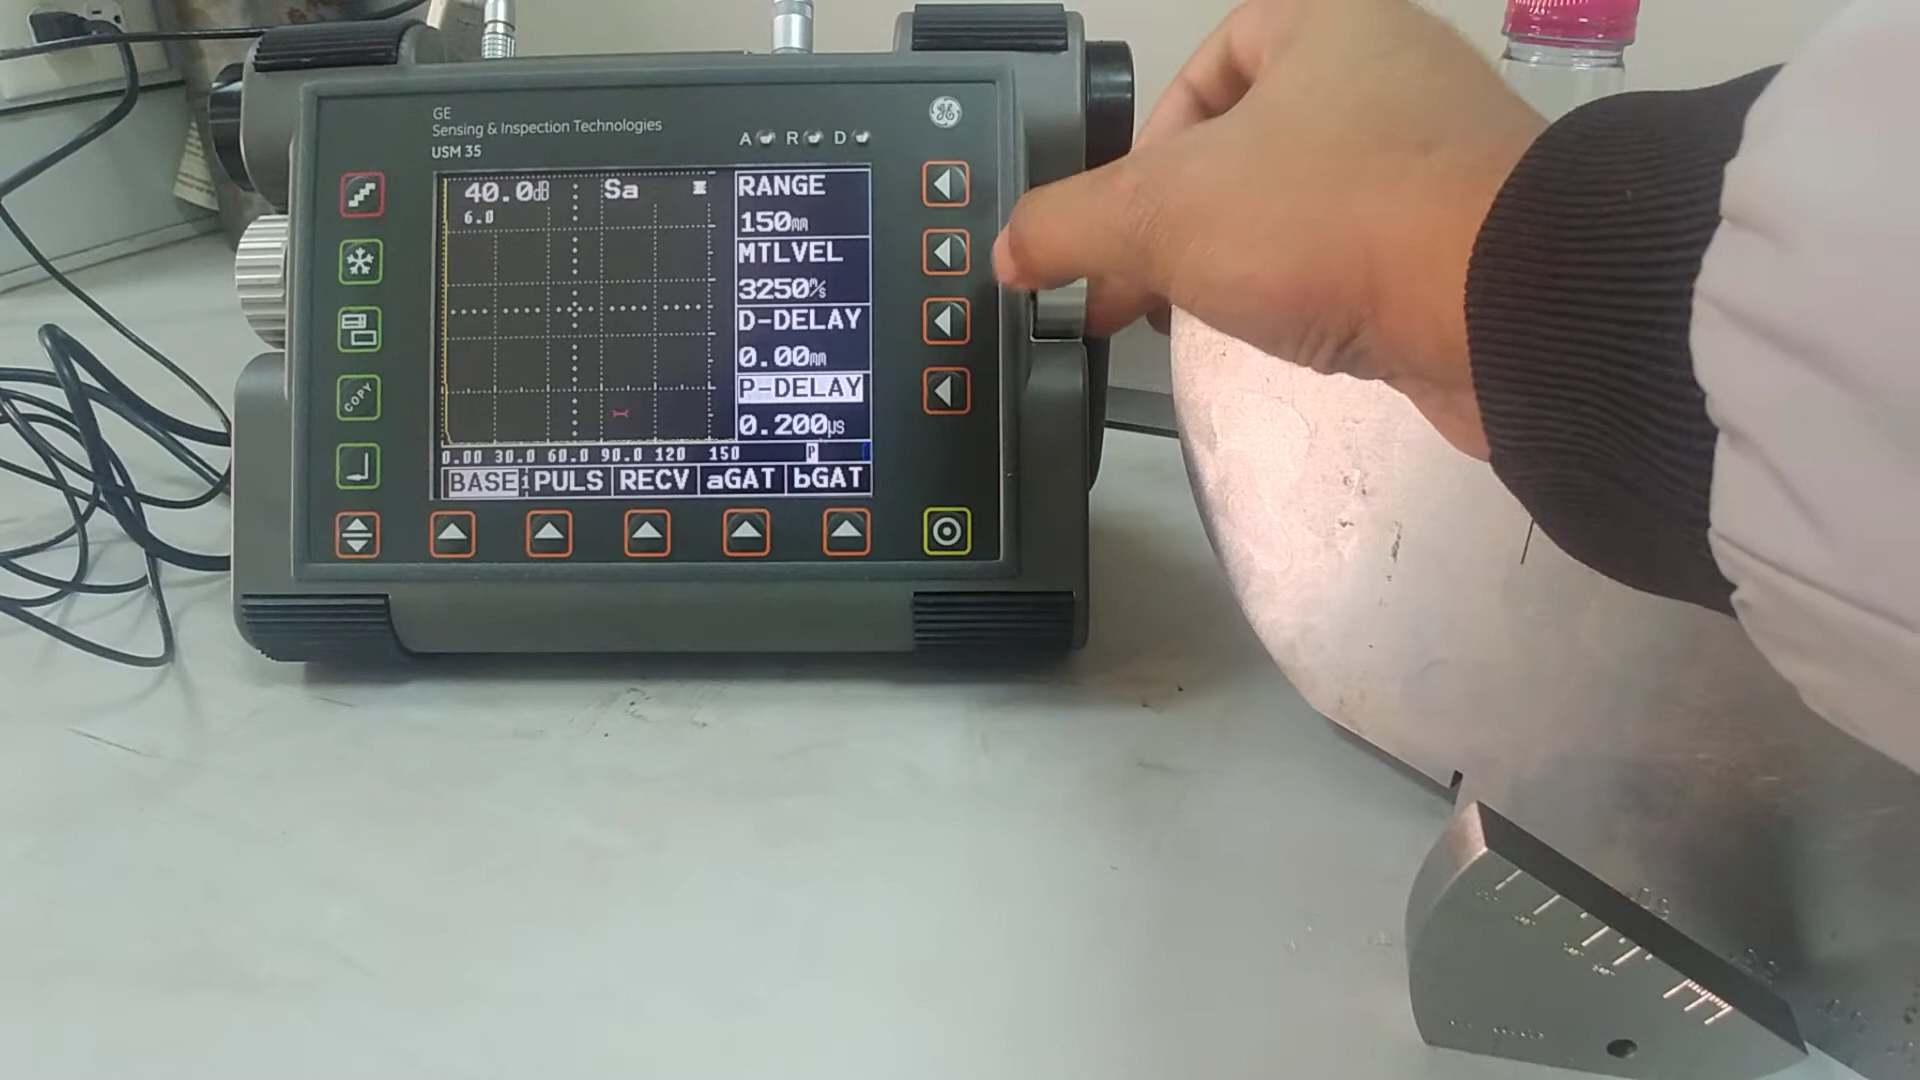 GE
Sensing & Inspection Technologies
USM 35
A R D
40.0dB Sa
6.0
RANGE
150mm
MTLVEL
3250m/s
D-DELAY
0.00mm
P-DELAY
0.200µs
0.00 30.0 60.0 90.0 120 150 P
BASE PULS RECV aGAT bGAT
COPY